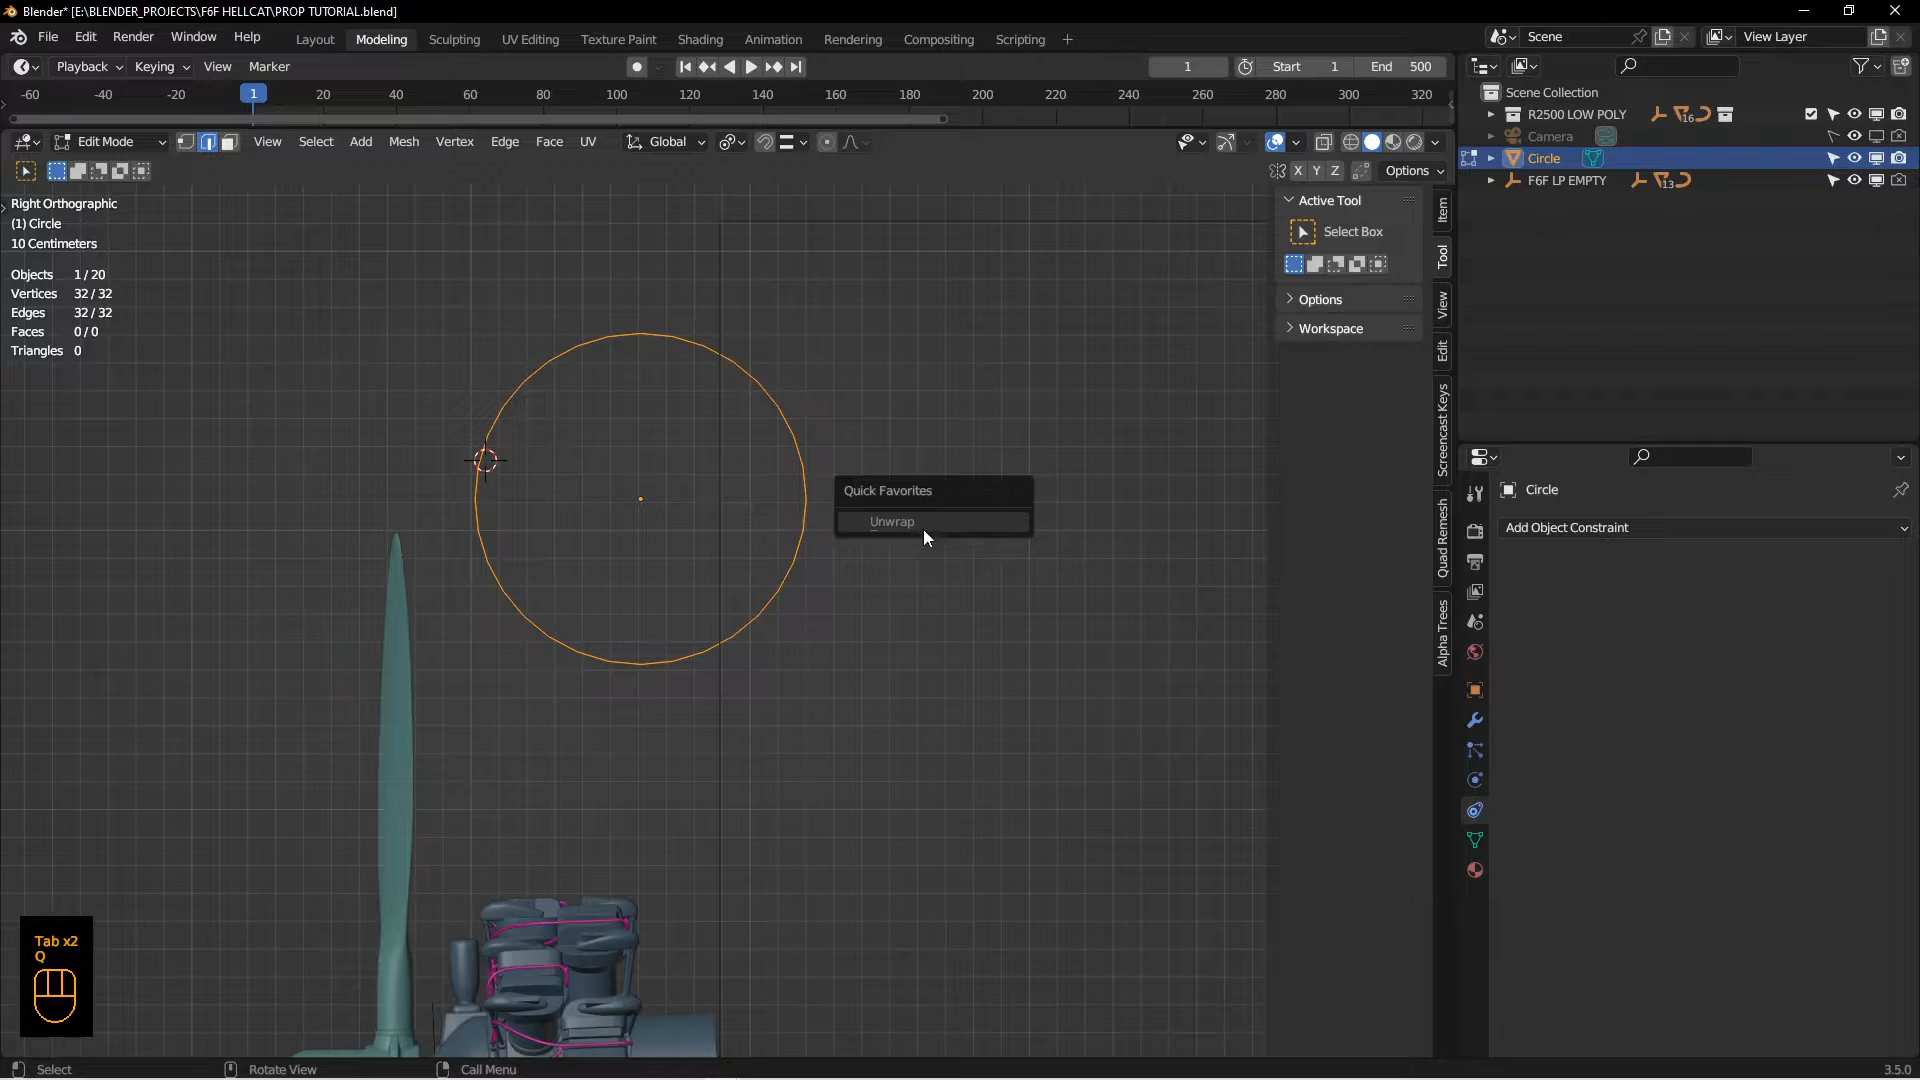 Blender* [E:\BLENDER_PROJECTS\F6F HELLCAT\PROP TUTORIAL.blend]
File Edit Render Window Help
Layout Modeling Sculpting UV Editing Texture Paint Shading Animation Rendering Compositing Scripting +
Scene
View Layer
Playback Keying View Marker
1
Start 1
End 500
-60 -40 -20 1 20 40 60 80 100 120 140 160 180 200 220 240 260 280 300 320
Edit Mode
View Select Add Mesh Vertex Edge Face UV
Global
X Y Z
Options
Right Orthographic
(1) Circle
10 Centimeters
Objects 1/20
Vertices 32/32
Edges 32/32
Faces 0/0
Triangles 0
Quick Favorites
Unwrap
Active Tool
Select Box
Options
Workspace
Item
Tool
View
Edit
Screencast Keys
Quad Remesh
Alpha Trees
Scene Collection
R2500 LOW POLY 16
Camera
Circle
F6F LP EMPTY 13
Circle
Add Object Constraint
Tab x2
Q
Select
Rotate View
Call Menu
3.5.0